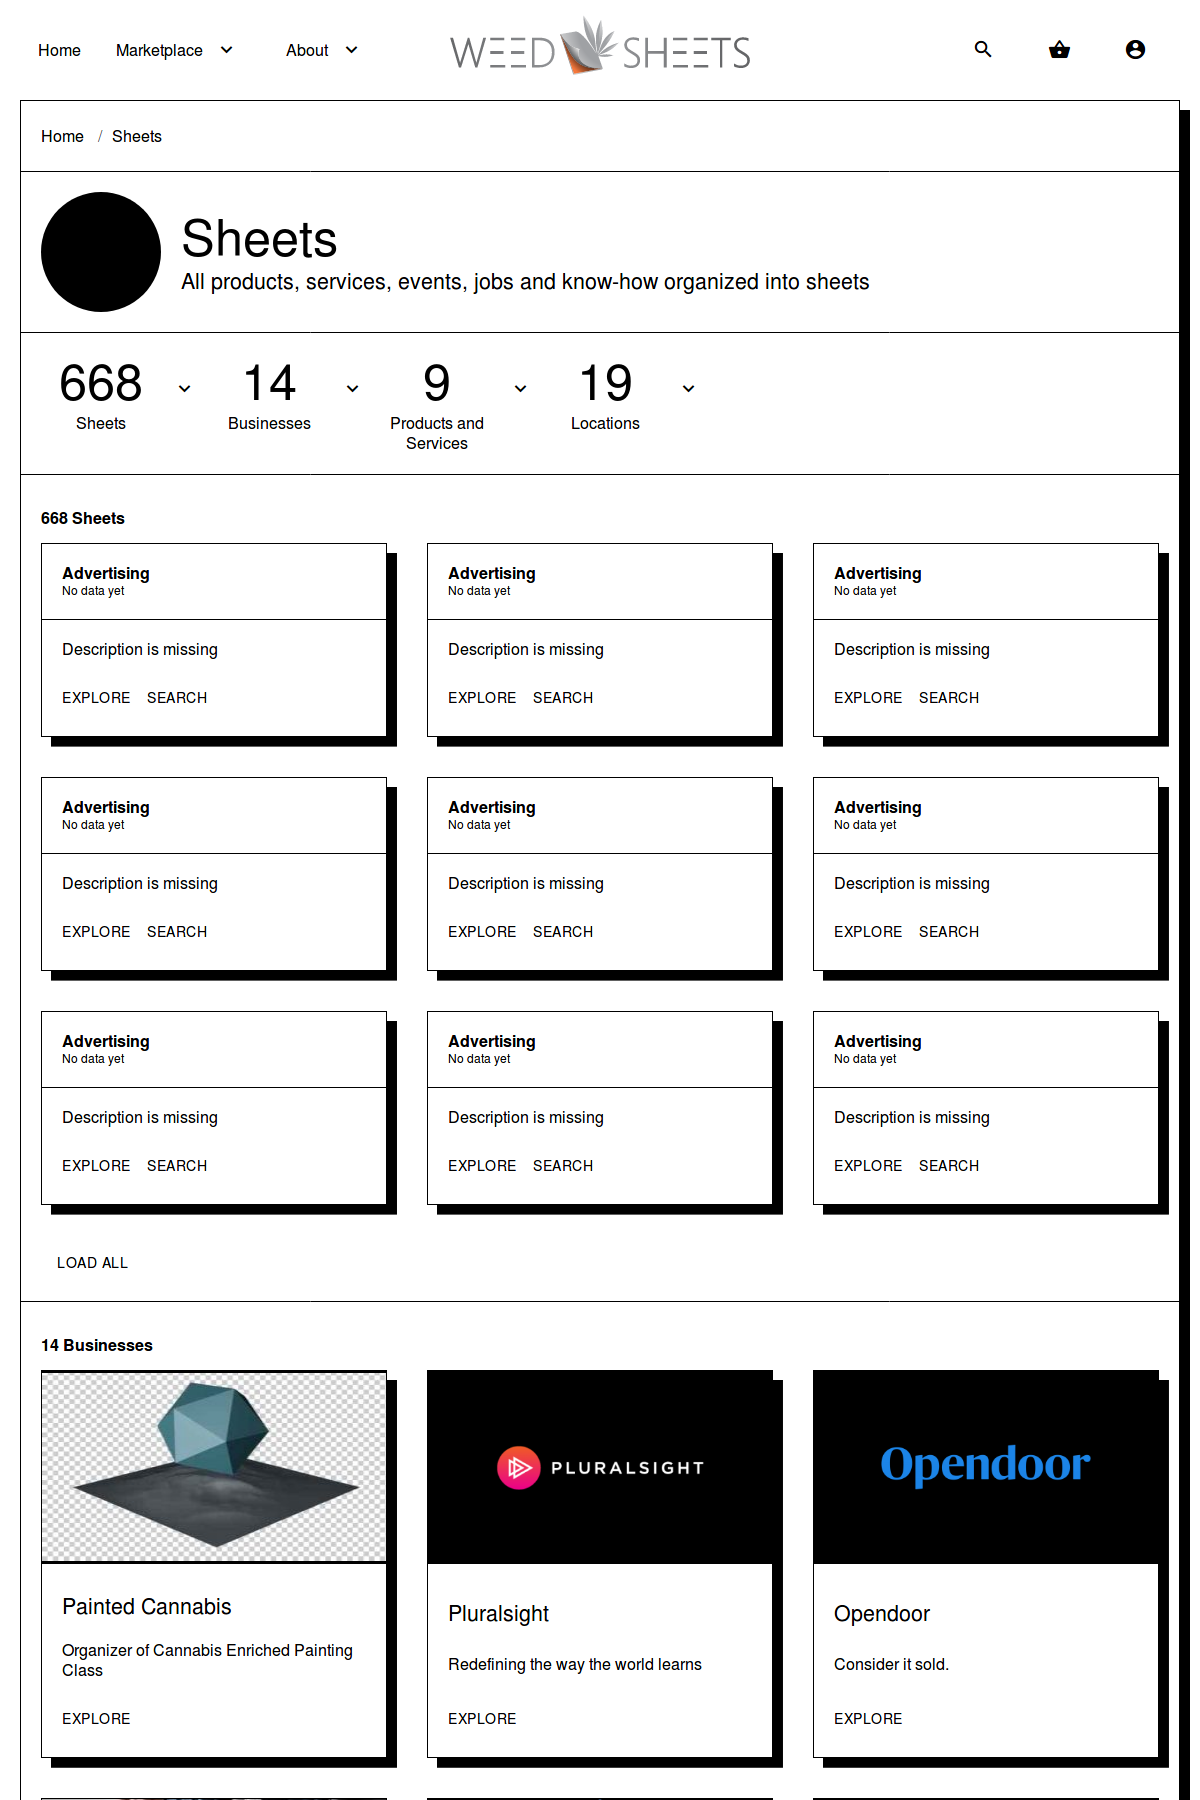 Home Marketplace About WEED SHEETS
Home / Sheets
Sheets
All products, services, events, jobs and know-how organized into sheets
668 14 9 19
Sheets Businesses Products and Services Locations
668 Sheets
Advertising Advertising Advertising
No data yet No data yet No data yet
Description is missing Description is missing Description is missing
EXPLORE SEARCH EXPLORE SEARCH EXPLORE SEARCH
Advertising Advertising Advertising
No data yet No data yet No data yet
Description is missing Description is missing Description is missing
EXPLORE SEARCH EXPLORE SEARCH EXPLORE SEARCH
Advertising Advertising Advertising
No data yet No data yet No data yet
Description is missing Description is missing Description is missing
EXPLORE SEARCH EXPLORE SEARCH EXPLORE SEARCH
LOAD ALL
14 Businesses
PLURALSIGHT Opendoor
Painted Cannabis
Organizer of Cannabis Enriched Painting
Class
EXPLORE
Pluralsight
Redefining the way the world learns
EXPLORE
Opendoor
Consider it sold.
EXPLORE